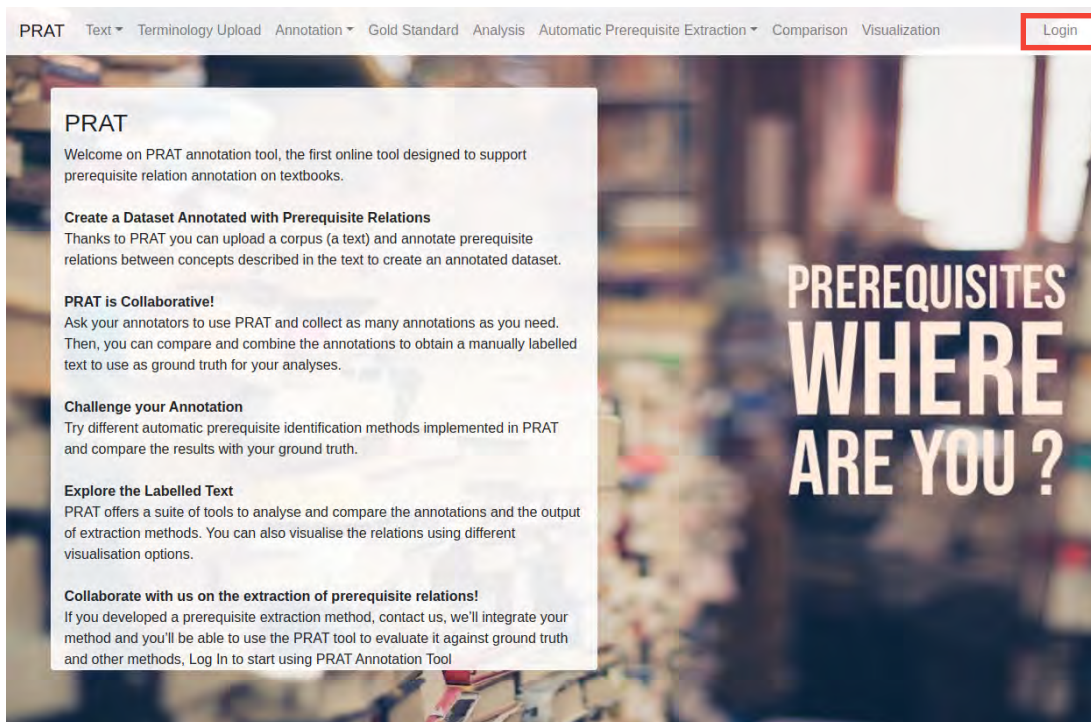 PRAT Text Terminology Upload Annotation Gold Standard Analysis Automatic Prerequisite Extraction Comparison Visualization Login
PRAT
Welcome on PRAT annotation tool, the first online tool designed to support
prerequisite relation annotation on textbooks.
Create a Dataset Annotated with Prerequisite Relations
Thanks to PRAT you can upload a corpus (a text) and annotate prerequisite
relations between concepts described in the text to create an annotated dataset.
PRAT is Collaborative!
Ask your annotators to use PRAT and collect as many annotations as you need.
Then, you can compare and combine the annotations to obtain a manually labelled
text to use as ground truth for your analyses.
Challenge your Annotation
Try different automatic prerequisite identification methods implemented in PRAT
and compare the results with your ground truth.
Explore the Labelled Text
PRAT offers a suite of tools to analyse and compare the annotations and the output
of extraction methods. You can also visualise the relations using different
visualisation options.
Collaborate with us on the extraction of prerequisite relations!
If you developed a prerequisite extraction method, contact us, we'll integrate your
method and you'll be able to use the PRAT tool to evaluate it against ground truth
and other methods, Log In to start using PRAT Annotation Tool
PREREQUISITES
WHERE
ARE YOU ?